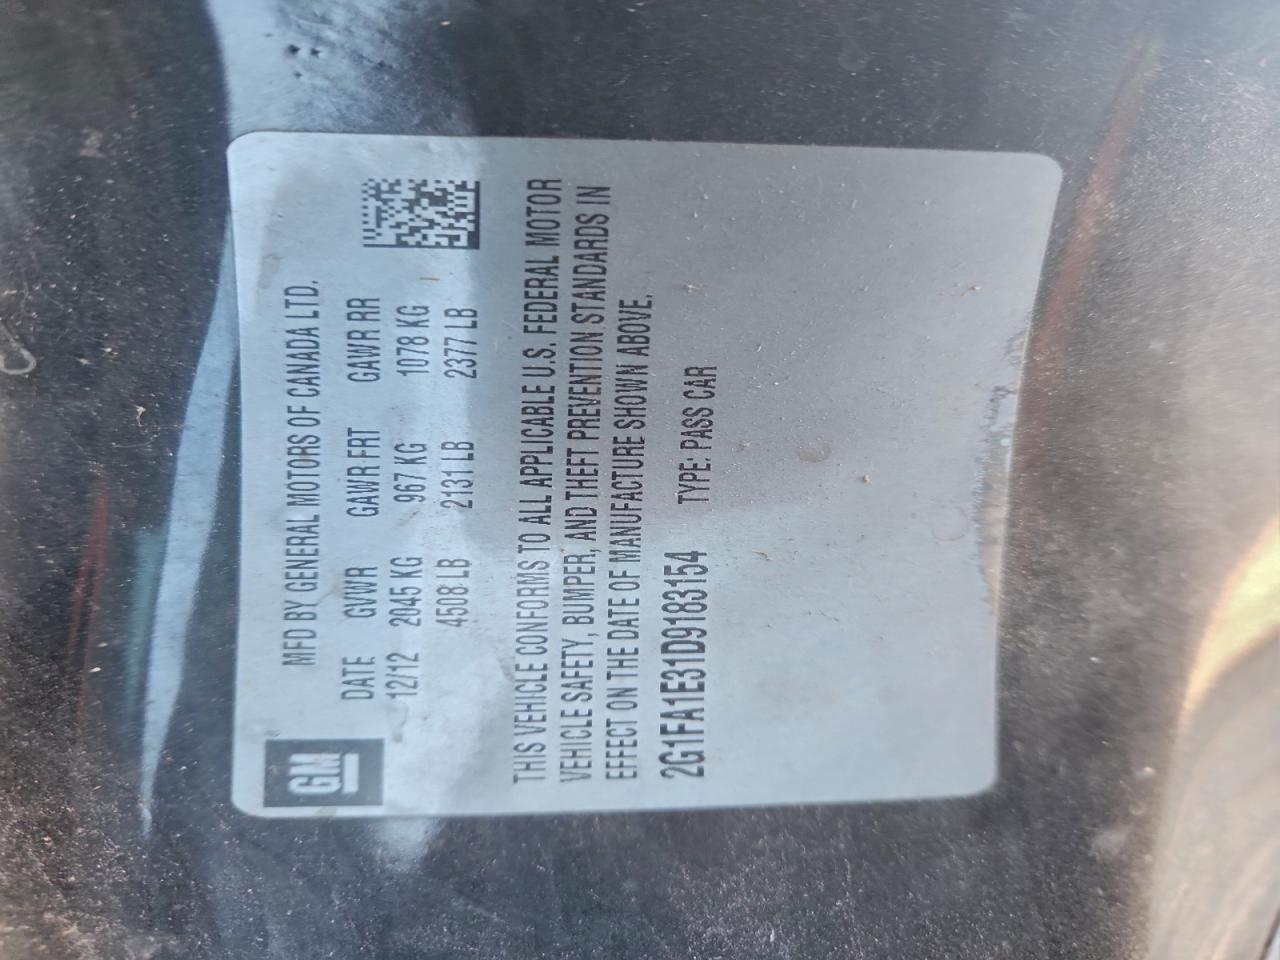 GM
MFD BY GENERAL MOTORS OF CANADA LTD.
DATE GVWR GAWR FRT GAWR RR
12/12 2045 KG 967 KG 1078 KG
4508 LB 2131 LB 2377 LB
THIS VEHICLE CONFORMS TO ALL APPLICABLE U.S. FEDERAL MOTOR
VEHICLE SAFETY, BUMPER, AND THEFT PREVENTION STANDARDS IN
EFFECT ON THE DATE OF MANUFACTURE SHOWN ABOVE.
2G1FA1E31D9183154 TYPE: PASS CAR